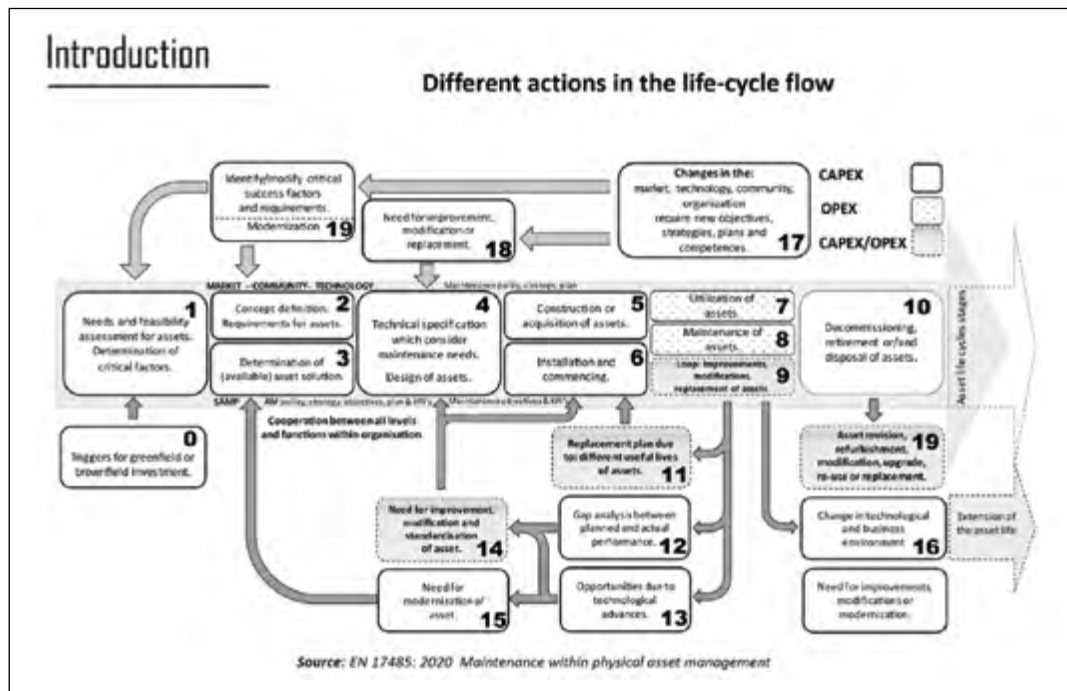 Introduction
Different actions in the life-cycle flow
Identify/modify critical
success factors
and requirements.
Modernization
19
Need for improvement,
modification or
replacement.
18
Changes in the:
market, technology, community,
organization
require new objectives,
strategies, plans and
competences.
17
CAPEX
OPEX
CAPEX/OPEX
MARKET – COMMUNITY- TECHNOLOGY
Maintenance policy, strategy, plan
1
Needs and feasibility
assessment for assets.
Determination of
critical factors.
2
Concept definition.
Requirements for assets.
3
Determination of
(available) asset solution.
4
Technical specification
which consider
maintenance needs.
Design of assets.
5
Construction or
acquisition of assets.
6
Installation and
commencing.
7
Utilization of
assets.
8
Maintenance of
assets.
9
Loop: Improvements,
modifications,
replacement of assets
10
Decommissioning,
retirement or/and
disposal of assets.
Asset life cycles stages
SAMP
AM policy, strategy, objectives, plan & KPI's
Cooperation between all levels
and functions within organisation.
0
Triggers for greenfield or
brownfield investment.
Replacement plan due
to: different useful lives
of assets.
11
Asset revision,
refurbishment,
modification, upgrade,
re-use or replacement.
19
Need for improvement,
modification and
standardisation
of asset.
14
Gap analysis between
planned and actual
performance.
12
Change in technological
and business
environment
16
Extension of
the asset life
Need for
modernization of
asset.
15
Opportunities due to
technological
advances.
13
Need for improvements,
modifications or
modernization.
Source: EN 17485: 2020 Maintenance within physical asset management